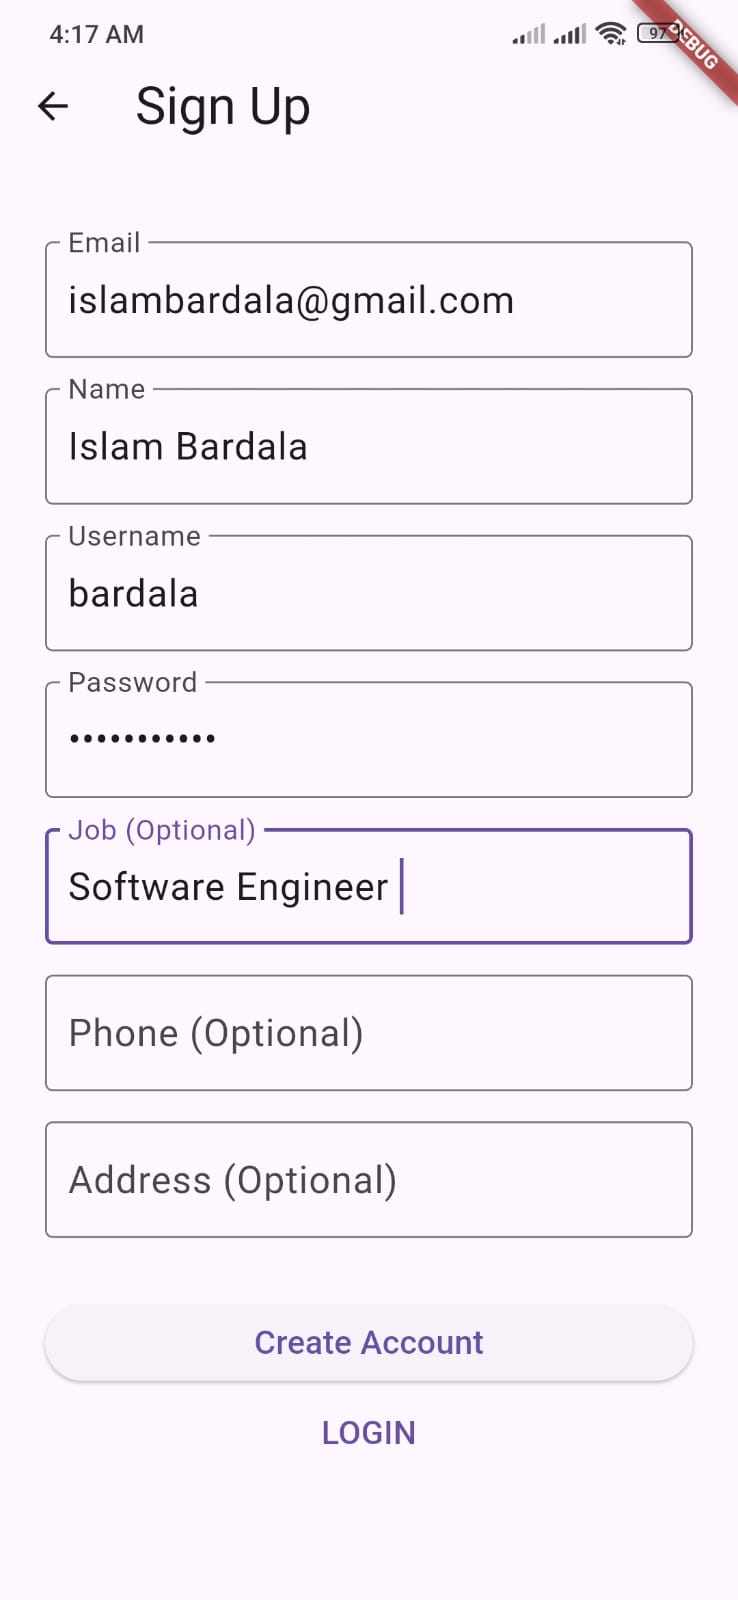 4:17 AM
97
DEBUG
Sign Up
Email
islambardala@gmail.com
Name
Islam Bardala
Username
bardala
Password
•••••••••••
Job (Optional)
Software Engineer
Phone (Optional)
Address (Optional)
Create Account
LOGIN